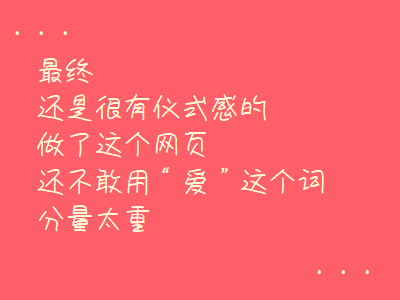 . . .
最终
还是很有仪式感的
做了这个网页
还不敢用“爱”这个词
分量太重
. . .